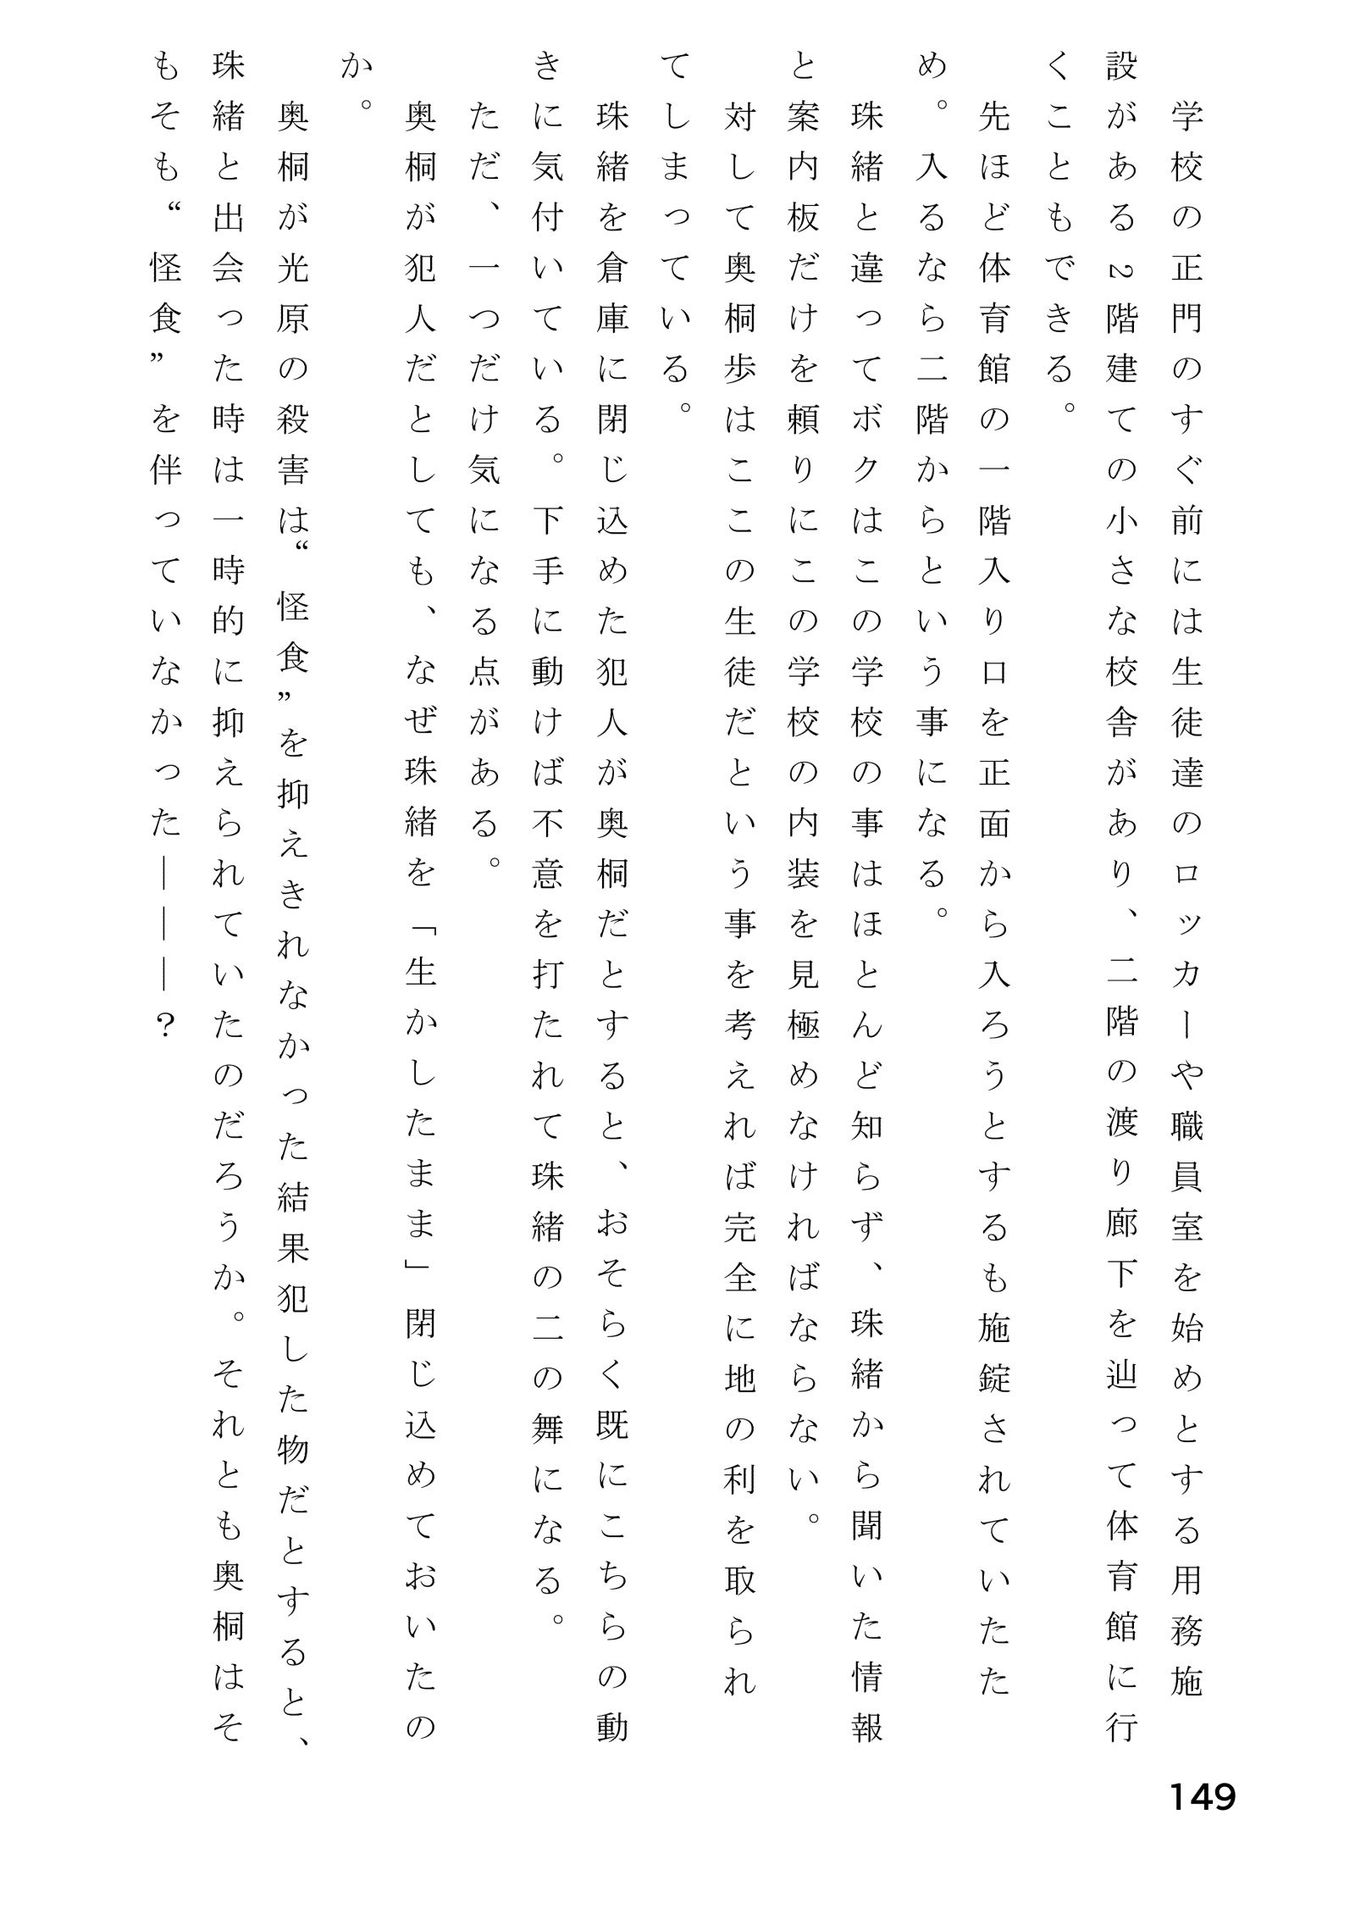 学校の正門のすぐ前には生徒達のロッカーや職員室を始めとする用務施
設がある2階建ての小さな校舎があり、二階の渡り廊下を辿って体育館に行
くこともできる。
　先ほど体育館の一階入り口を正面から入ろうとするも施錠されていたた
め。入るなら二階からという事になる。
　珠緒と違ってボクはこの学校の事はほとんど知らず、珠緒から聞いた情報
と案内板だけを頼りにこの学校の内装を見極めなければならない。
　対して奥桐歩はここの生徒だという事を考えれば完全に地の利を取られ
てしまっている。
　珠緒を倉庫に閉じ込めた犯人が奥桐だとすると、おそらく既にこちらの動
きに気付いている。下手に動けば不意を打たれて珠緒の二の舞になる。
　ただ、一つだけ気になる点がある。
　奥桐が犯人だとしても、なぜ珠緒を「生かしたまま」閉じ込めておいたの
か。
　奥桐が光原の殺害は“怪食”を抑えきれなかった結果犯した物だとすると、
珠緒と出会った時は一時的に抑えられていたのだろうか。それとも奥桐はそ
もそも“怪食”を伴っていなかった―――？
149